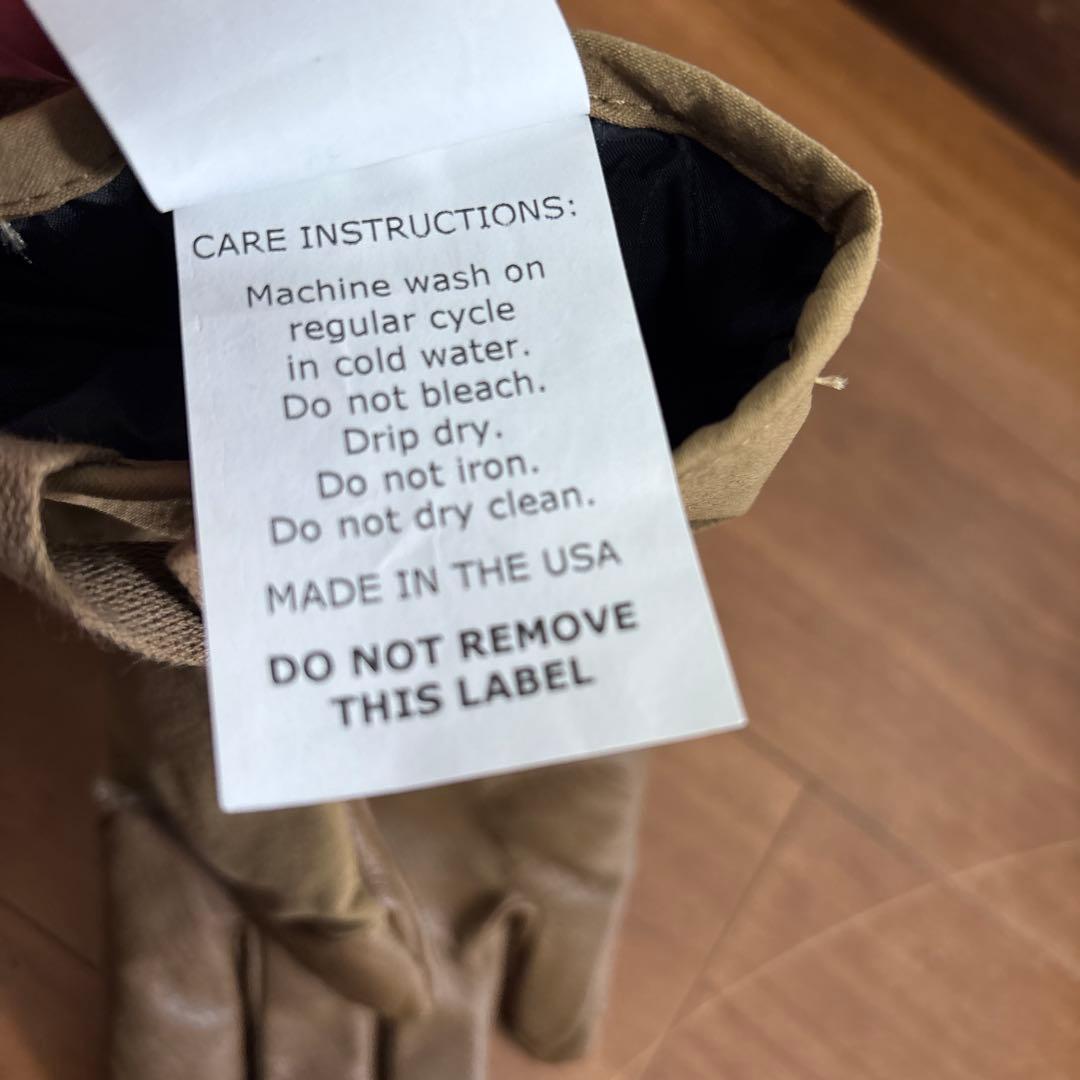 CARE INSTRUCTIONS:
Machine wash on
regular cycle
in cold water.
Do not bleach.
Drip dry.
Do not iron.
Do not dry clean.
MADE IN THE USA
DO NOT REMOVE
THIS LABEL